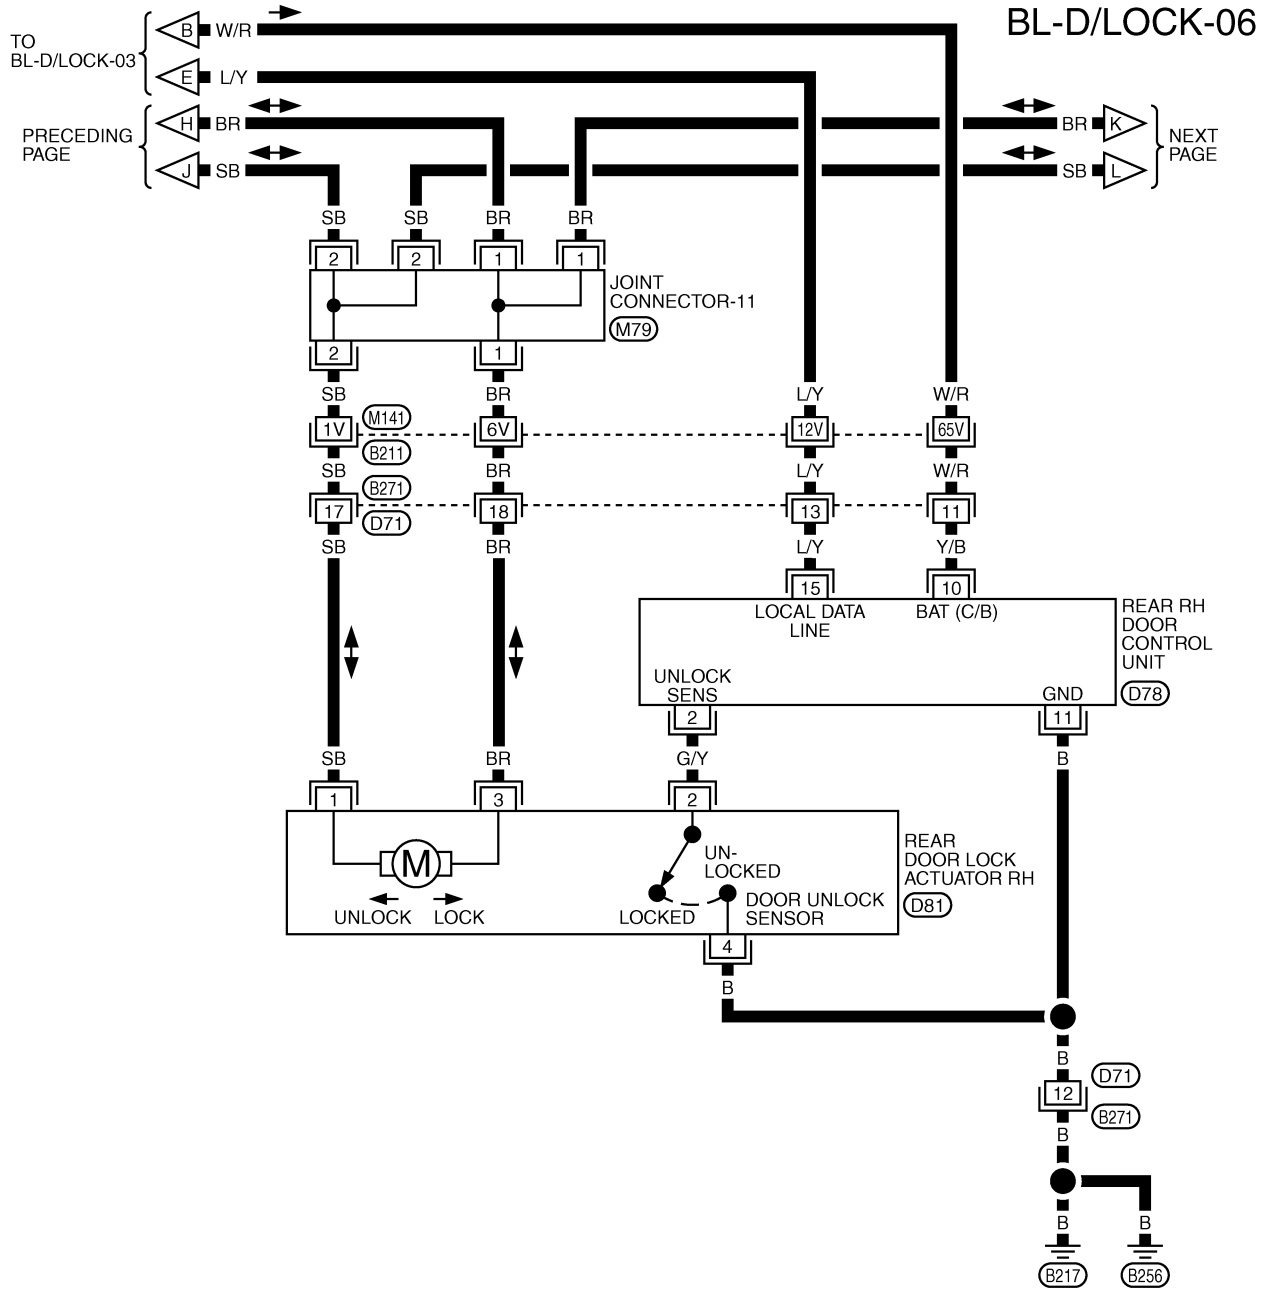 BL-D/LOCK-06
TO
BL-D/LOCK-03
B W/R
E L/Y
PRECEDING
PAGE
H BR
J SB
BR K
SB L
NEXT
PAGE
SB SB BR BR
2 2 1 1
JOINT
CONNECTOR-11
M79
2 1
SB BR L/Y W/R
1V M141 6V 12V 65V
B211
SB BR L/Y W/R
B271
17 18 13 11
D71
SB BR L/Y Y/B
15 10
LOCAL DATA
LINE
BAT (C/B)
REAR RH
DOOR
CONTROL
UNIT
D78
UNLOCK
SENS
GND
2 11
SB BR G/Y B
1 3 2
M
UNLOCK LOCK
UN-
LOCKED
LOCKED
DOOR UNLOCK
SENSOR
REAR
DOOR LOCK
ACTUATOR RH
D81
4
B
B
D71
12
B271
B
B B
B217 B256